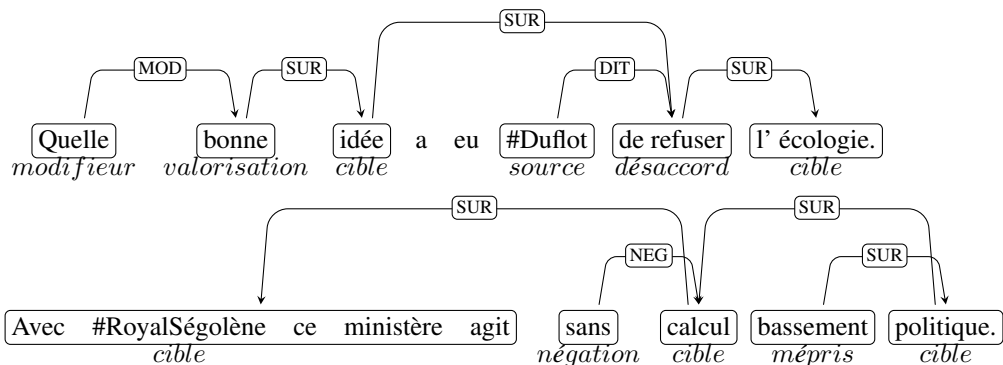 SUR
MOD SUR DIT SUR
Quelle bonne idée a eu #Duflot de refuser l' écologie.
modifieur valorisation cible source désaccord cible
SUR SUR
NEG SUR
Avec #RoyalSégolène ce ministère agit sans calcul bassement politique.
cible négation cible mépris cible